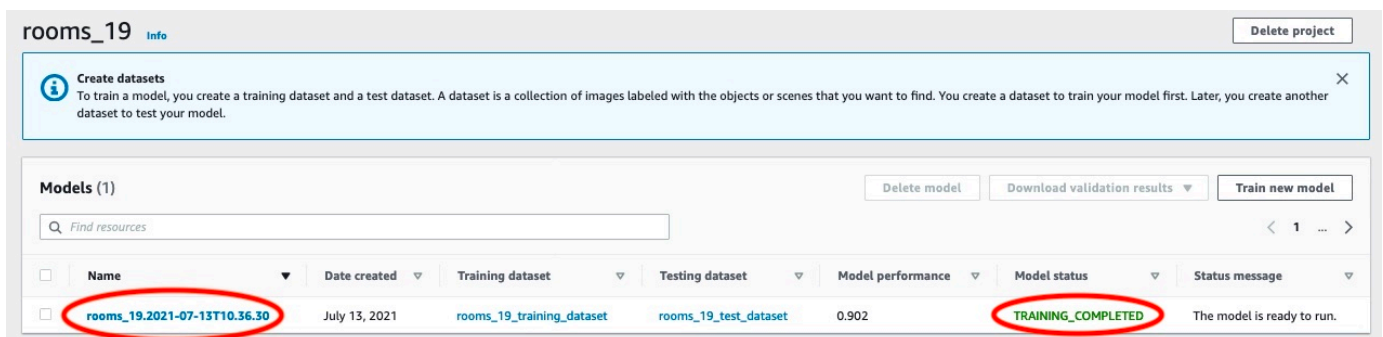 rooms_19 Info
Delete project
Create datasets
To train a model, you create a training dataset and a test dataset. A dataset is a collection of images labeled with the objects or scenes that you want to find. You create a dataset to train your model first. Later, you create another
dataset to test your model.
Models (1)
Delete model
Download validation results
Train new model
Find resources
1 ...
Name Date created Training dataset Testing dataset Model performance Model status Status message
rooms_19.2021-07-13T10.36.30 July 13, 2021 rooms_19_training_dataset rooms_19_test_dataset 0.902 TRAINING_COMPLETED The model is ready to run.